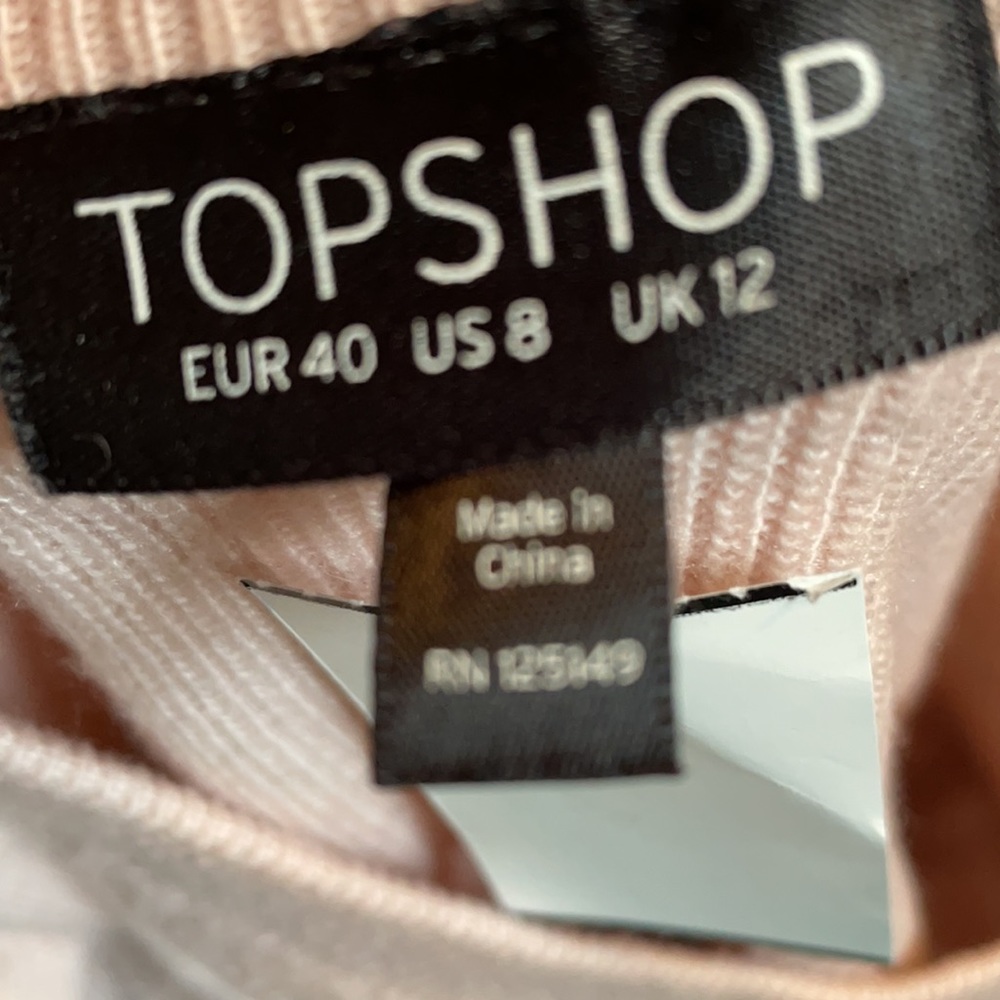 TOPSHOP
EUR 40 US 8 UK 12
Made in
China
RN 125149